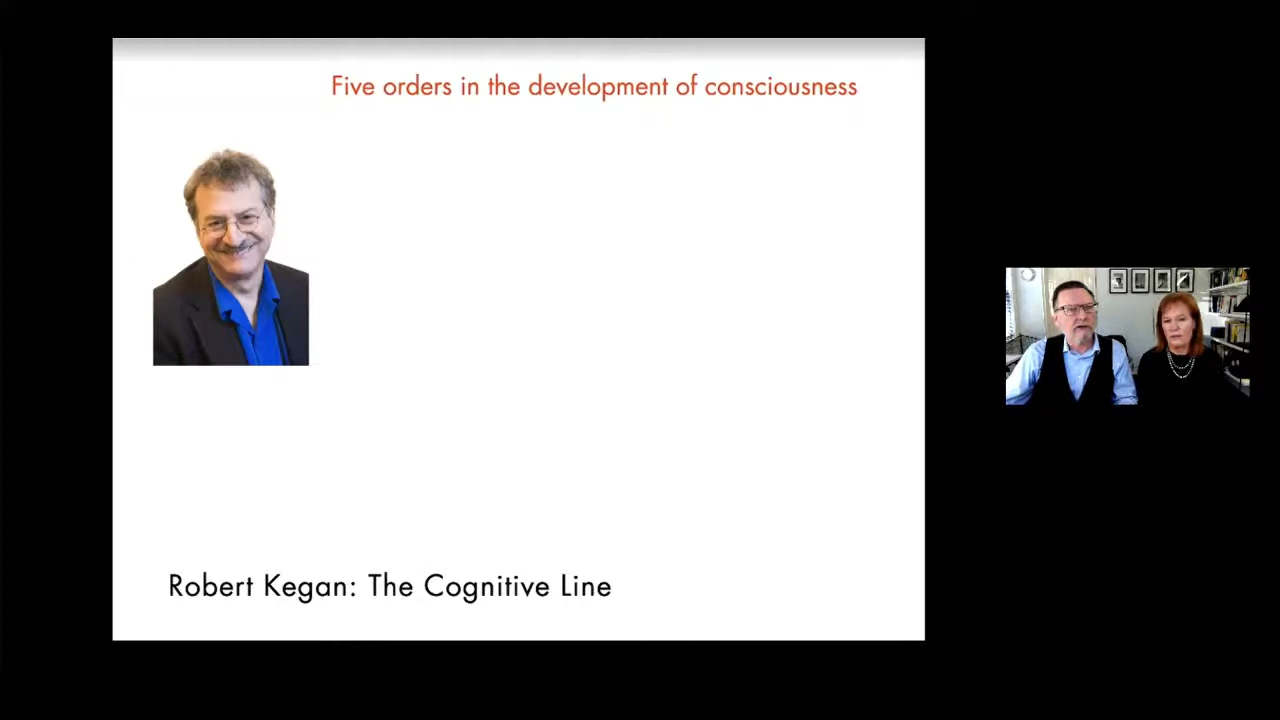 Five orders in the development of consciousness
Robert Kegan: The Cognitive Line